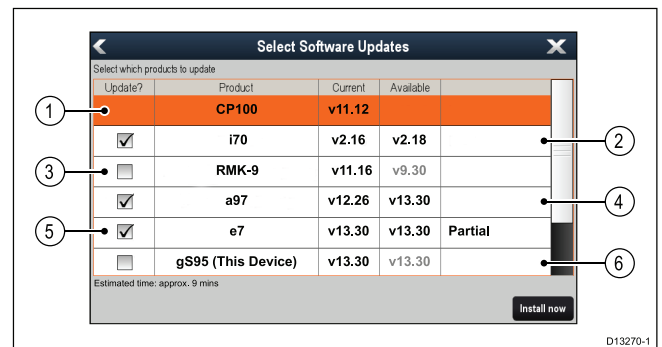 Select Software Updates
Select which products to update
Update? Product Current Available
1 CP100 v11.12
i70 v2.16 v2.18 2
3 RMK-9 v11.16 v9.30
a97 v12.26 v13.30 4
5 e7 v13.30 v13.30 Partial
gS95 (This Device) v13.30 v13.30 6
Estimated time: approx. 9 mins
Install now
D13270-1